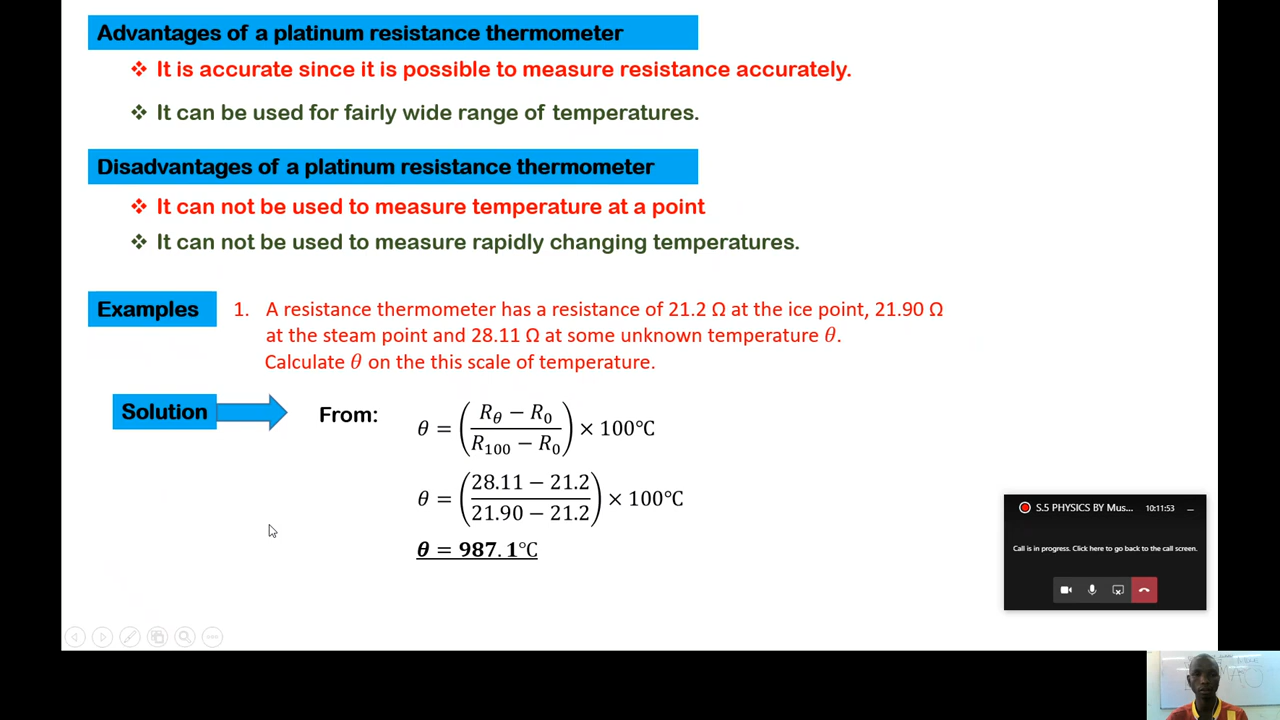 Advantages of a platinum resistance thermometer
❖ It is accurate since it is possible to measure resistance accurately.
❖ It can be used for fairly wide range of temperatures.
Disadvantages of a platinum resistance thermometer
❖ It can not be used to measure temperature at a point
❖ It can not be used to measure rapidly changing temperatures.
Examples
1. A resistance thermometer has a resistance of 21.2 Ω at the ice point, 21.90 Ω
at the steam point and 28.11 Ω at some unknown temperature θ.
Calculate θ on the this scale of temperature.
Solution
From:
θ = ((R_θ − R_0)/(R_100 − R_0)) × 100℃
θ = ((28.11 − 21.2)/(21.90 − 21.2)) × 100℃
θ = 987.1℃
S.5 PHYSICS BY Mus... 10:11:53
Call is in progress. Click here to go back to the call screen.